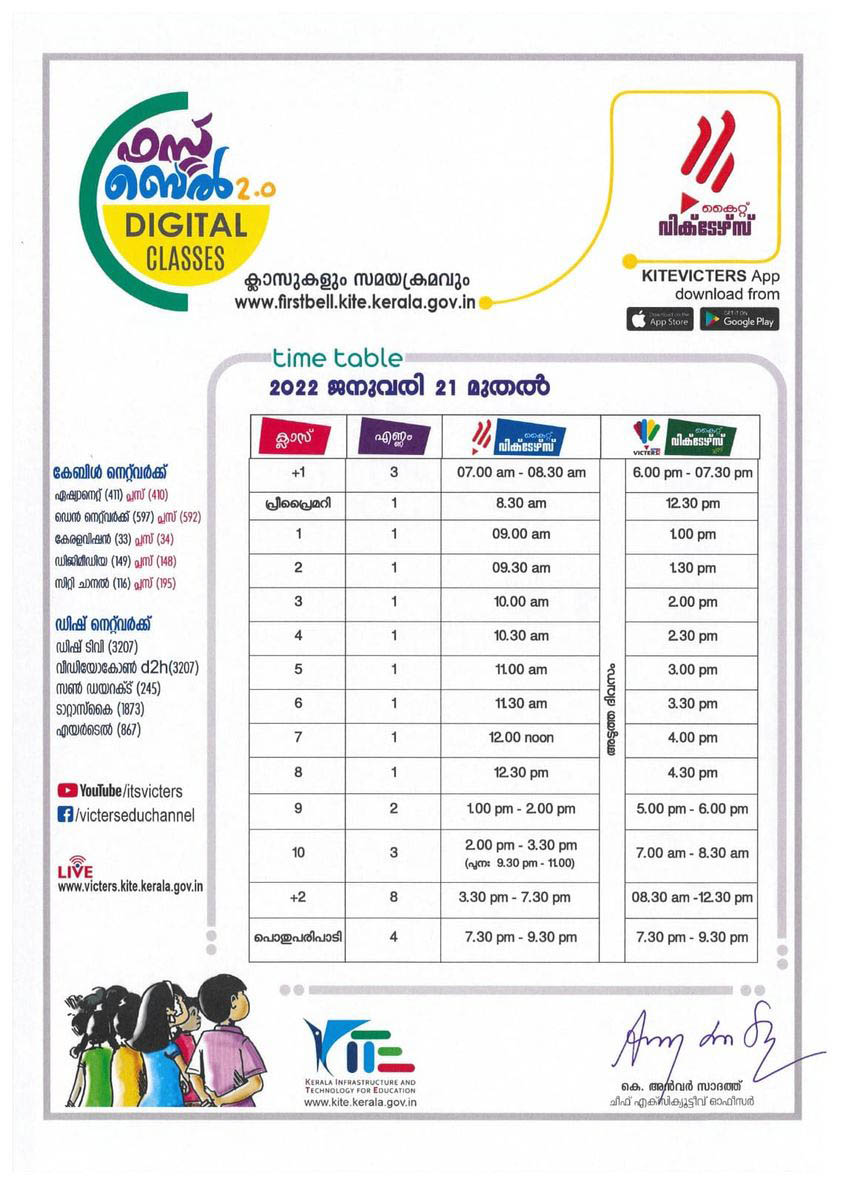 ഫസ്റ്റ്
ബെൽ 2.0
DIGITAL
CLASSES
കൈറ്റ്
വിക്ടേഴ്സ്
ക്ലാസുകളും സമയക്രമവും
www.firstbell.kite.kerala.gov.in
KITEVICTERS App
download from
Download on the
App Store
GET IT ON
Google Play
time table
2022 ജനുവരി 21 മുതൽ
ക്ലാസ് എണ്ണം കൈറ്റ് വിക്ടേഴ്സ് VICTERS കൈറ്റ് വിക്ടേഴ്സ് പ്ലസ്
+1 3 07.00 am - 08.30 am 6.00 pm - 07.30 pm
പ്രീപ്രൈമറി 1 8.30 am 12.30 pm
1 1 09.00 am 1.00 pm
2 1 09.30 am 1.30 pm
3 1 10.00 am 2.00 pm
4 1 10.30 am 2.30 pm
5 1 11.00 am 3.00 pm
6 1 11.30 am 3.30 pm
7 1 12.00 noon 4.00 pm
8 1 12.30 pm 4.30 pm
9 2 1.00 pm - 2.00 pm 5.00 pm - 6.00 pm
10 3 2.00 pm - 3.30 pm 7.00 am - 8.30 am
(പുന: 9.30 pm - 11.00)
+2 8 3.30 pm - 7.30 pm 08.30 am -12.30 pm
പൊതുപരിപാടി 4 7.30 pm - 9.30 pm 7.30 pm - 9.30 pm
അടുത്ത ദിവസം
കേബിൾ നെറ്റ്‌വർക്ക്
ഏഷ്യാനെറ്റ് (411) പ്ലസ് (410)
ഡെൻ നെറ്റ്‌വർക്ക് (597) പ്ലസ് (592)
കേരളവിഷൻ (33) പ്ലസ് (34)
ഡിജിമീഡിയ (149) പ്ലസ് (148)
സിറ്റി ചാനൽ (116) പ്ലസ് (195)
ഡിഷ് നെറ്റ്‌വർക്ക്
ഡിഷ് ടിവി (3207)
വീഡിയോകോൺ d2h(3207)
സൺ ഡയറക്ട് (245)
ടാറ്റാസ്കൈ (1873)
എയർടെൽ (867)
YouTube/itsvicters
/victerseduchannel
LIVE
www.victers.kite.kerala.gov.in
KITE
KERALA INFRASTRUCTURE AND
TECHNOLOGY FOR EDUCATION
www.kite.kerala.gov.in
കെ. അൻവർ സാദത്ത്
ചീഫ് എക്സിക്യൂട്ടീവ് ഓഫീസർ